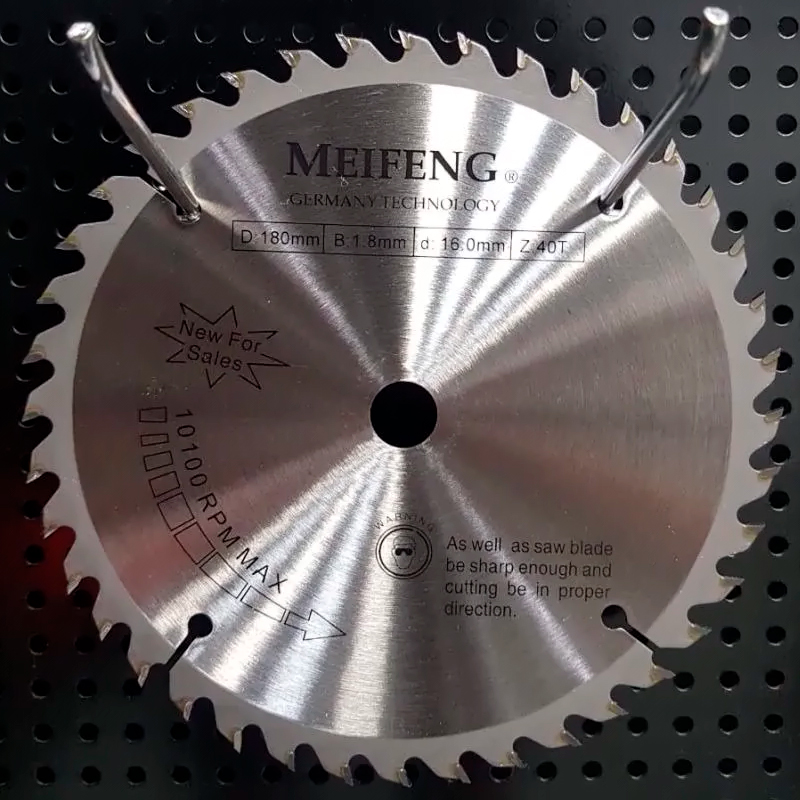 MEIFENG®
GERMANY TECHNOLOGY
D:180mm B:1.8mm d:16.0mm Z:40T
New For
Sales
10100 RPM MAX
WARNING
As well as saw blade
be sharp enough and
cutting be in proper
direction.